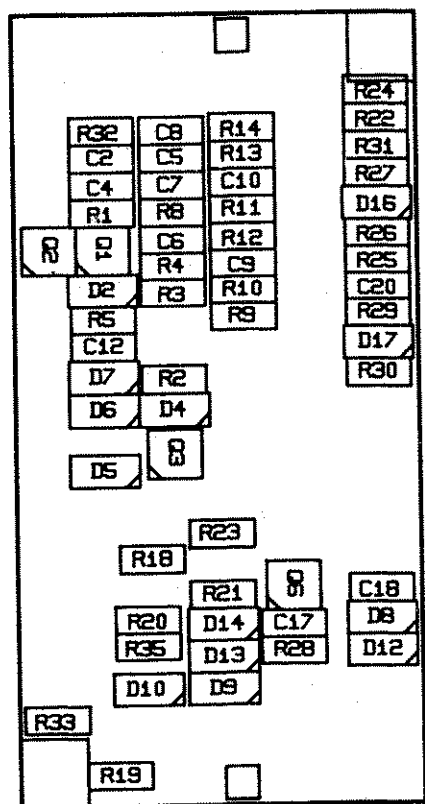 R24
R32 C8 R14 R22
C2 C5 R13 R31
C4 C7 C10 R27
R1 R8 R11 D16
Q2 Q1 C6 R12 R26
R4 C9 R25
D2 R3 R10 C20
R5 R9 R29
C12 D17
D7 R2 R30
D6 D4
Q3
D5
R23
R18
R21 Q5 C18
R20 D14 C17 D8
R35 D13 R28 D12
D10 D9
R33
R19